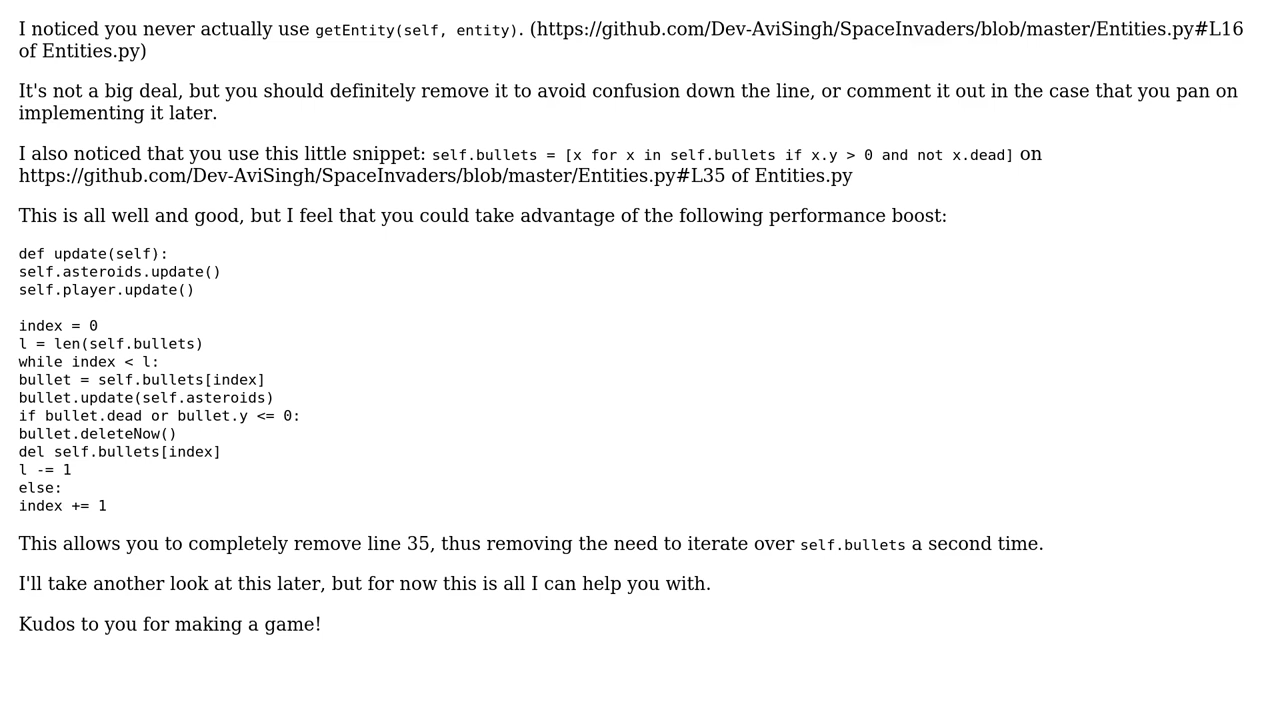 I noticed you never actually use getEntity(self, entity). (https://github.com/Dev-AviSingh/SpaceInvaders/blob/master/Entities.py#L16
of Entities.py)
It's not a big deal, but you should definitely remove it to avoid confusion down the line, or comment it out in the case that you pan on
implementing it later.
I also noticed that you use this little snippet: self.bullets = [x for x in self.bullets if x.y > 0 and not x.dead] on
https://github.com/Dev-AviSingh/SpaceInvaders/blob/master/Entities.py#L35 of Entities.py
This is all well and good, but I feel that you could take advantage of the following performance boost:
def update(self):
self.asteroids.update()
self.player.update()
index = 0
l = len(self.bullets)
while index < l:
bullet = self.bullets[index]
bullet.update(self.asteroids)
if bullet.dead or bullet.y <= 0:
bullet.deleteNow()
del self.bullets[index]
l -= 1
else:
index += 1
This allows you to completely remove line 35, thus removing the need to iterate over self.bullets a second time.
I'll take another look at this later, but for now this is all I can help you with.
Kudos to you for making a game!